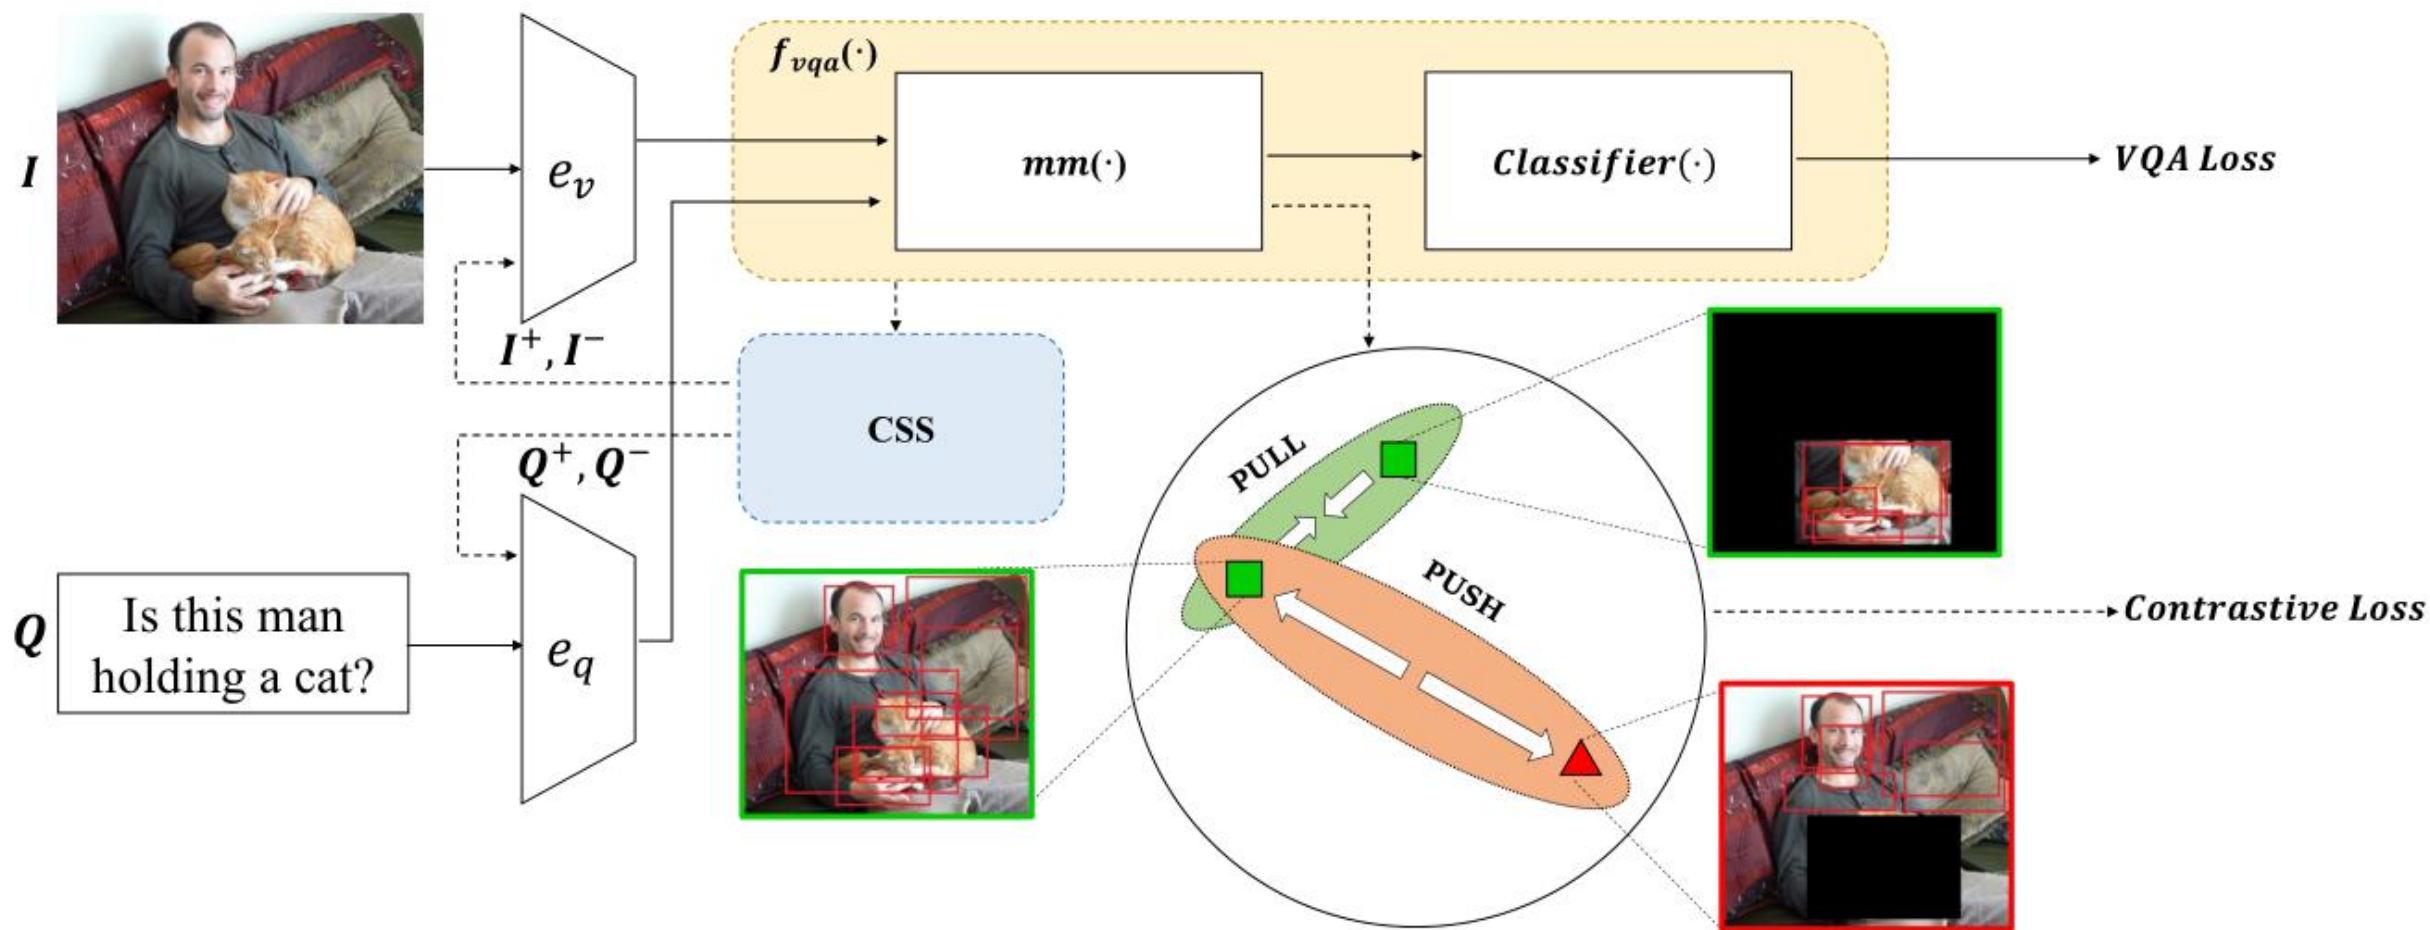 I
e_v
f_vqa(·)
mm(·)
Classifier(·)
VQA Loss
I⁺, I⁻
CSS
Q⁺, Q⁻
Q
Is this man
holding a cat?
e_q
PULL
PUSH
Contrastive Loss